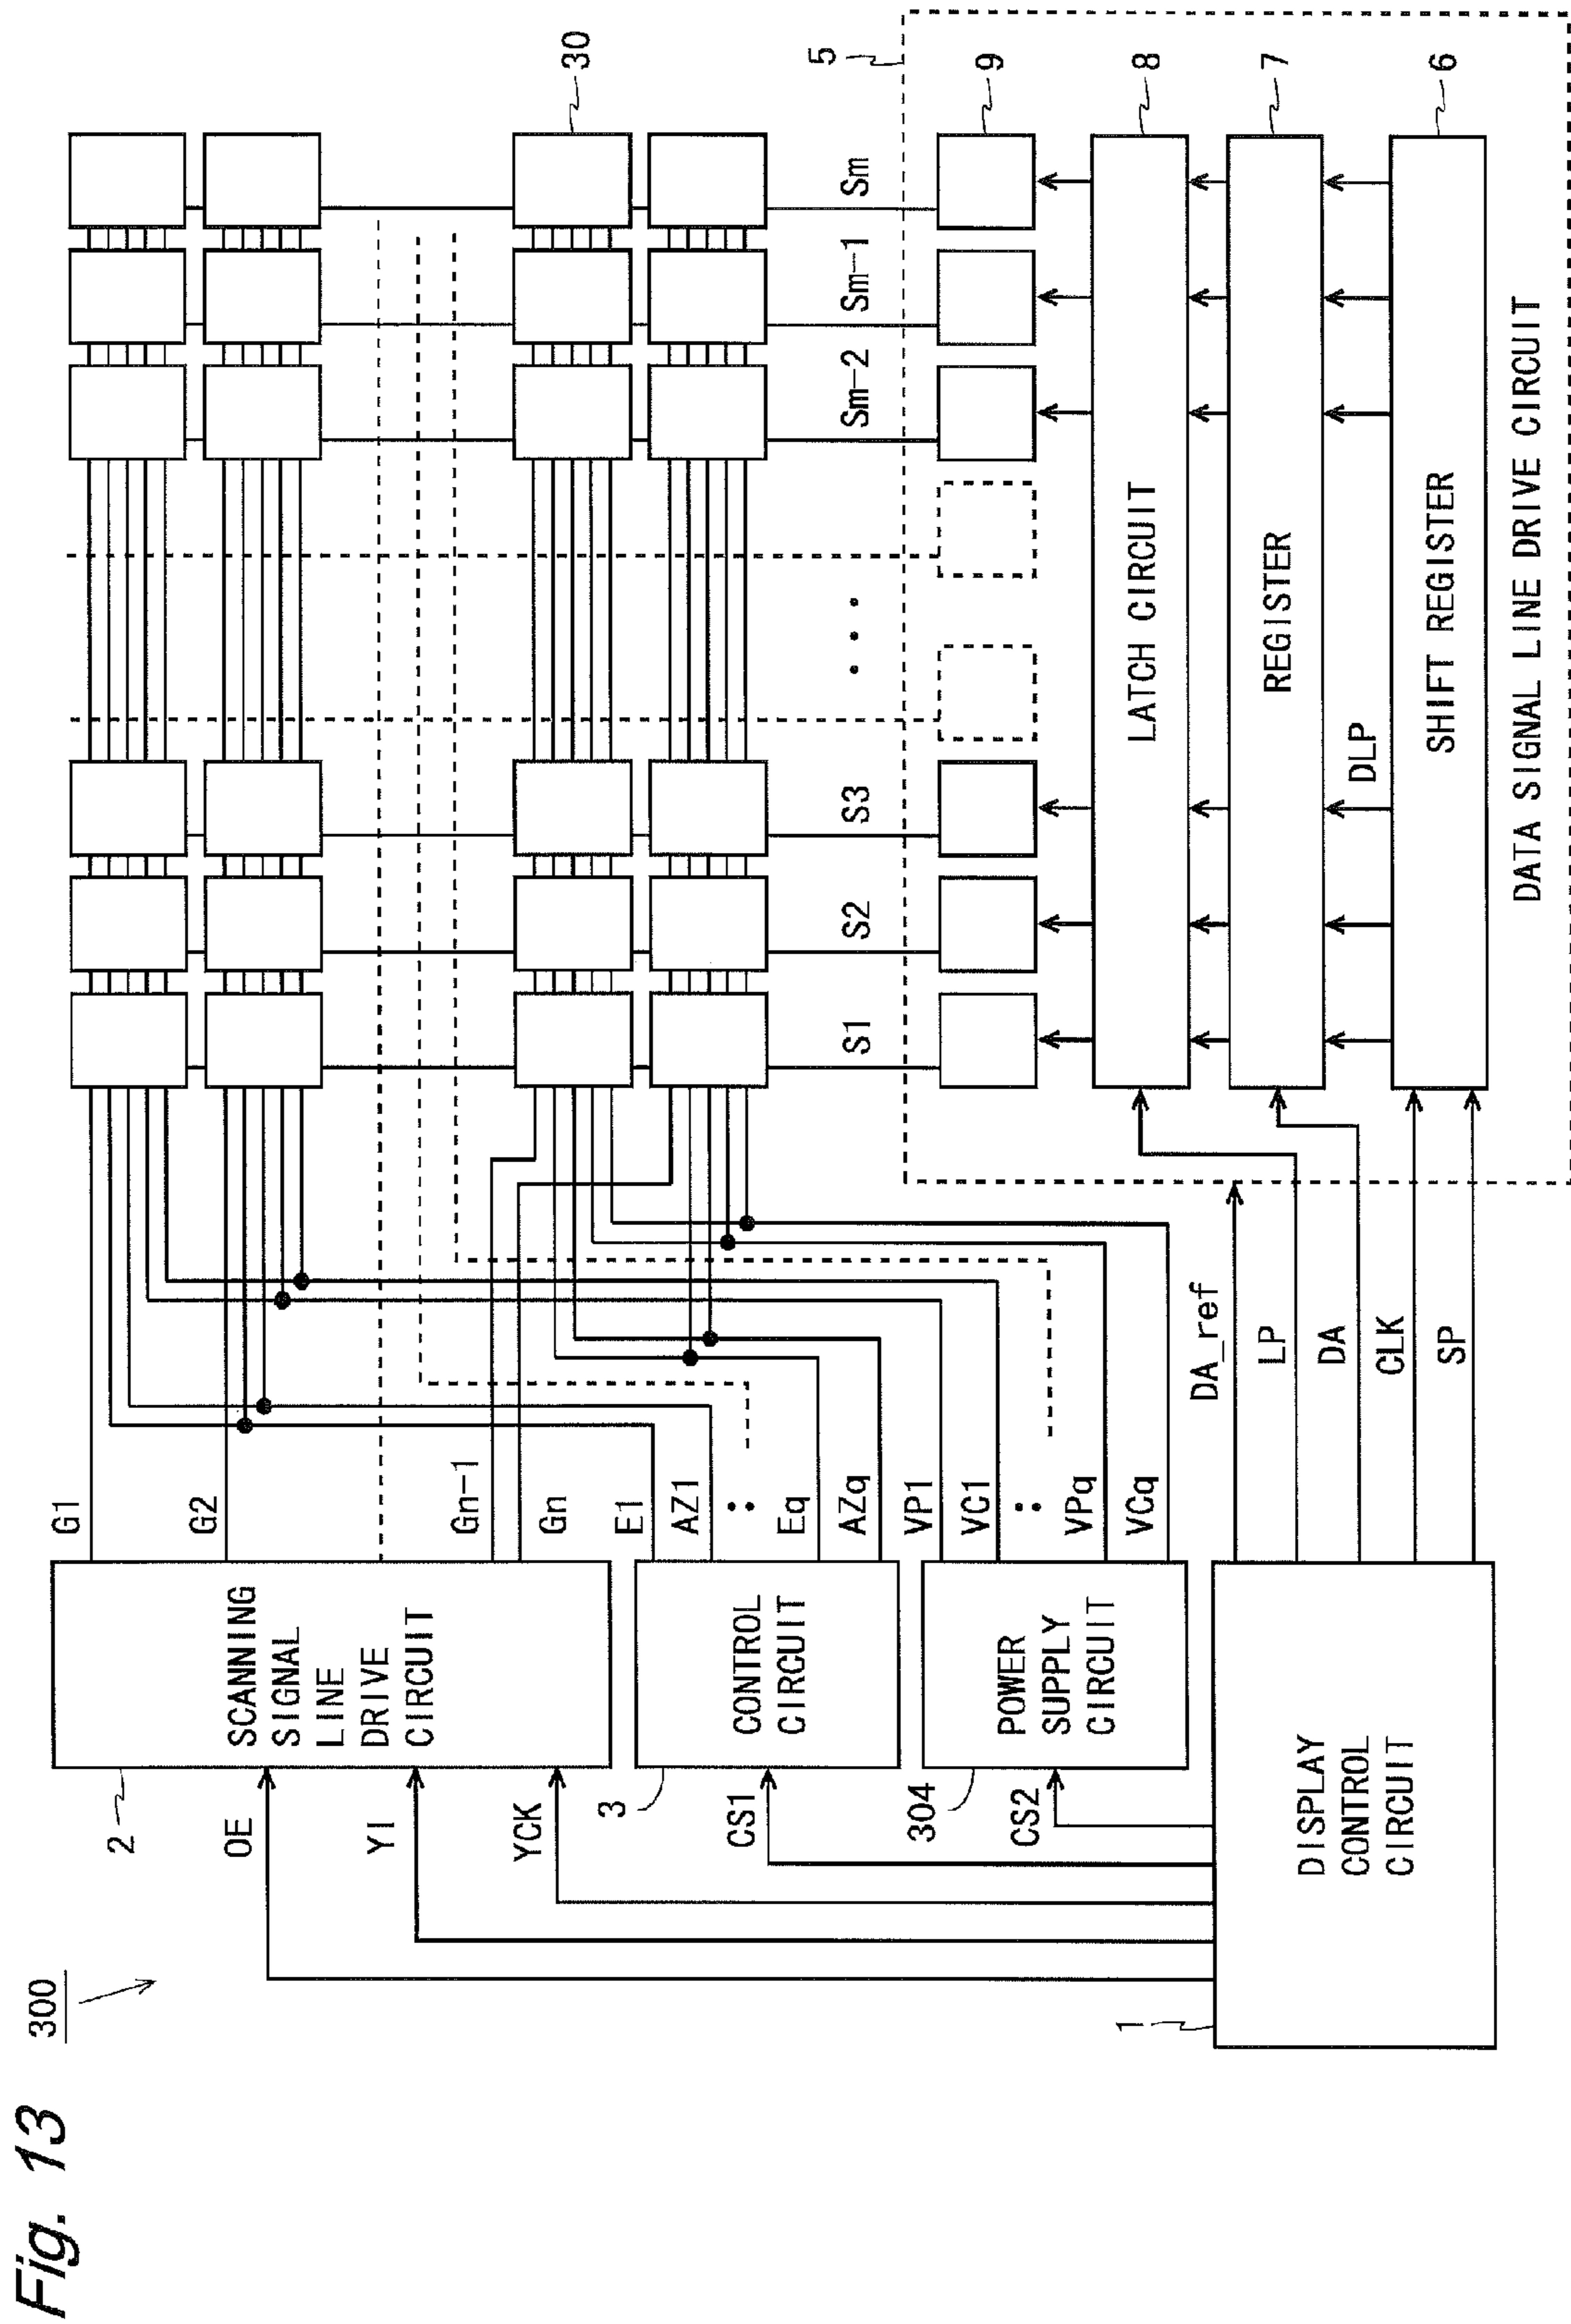 Fig. 13
300
1
DISPLAY
CONTROL
CIRCUIT
OE
YI
YCK
CS1
CS2
2
SCANNING
SIGNAL
LINE
DRIVE
CIRCUIT
3
CONTROL
CIRCUIT
304
POWER
SUPPLY
CIRCUIT
G1
G2
Gn-1
Gn
E1
AZ1
Eq
AZq
VP1
VC1
VPq
VCq
DA_ref
LP
DA
CLK
SP
S1
S2
S3
Sm-2
Sm-1
Sm
30
5
9
LATCH CIRCUIT
8
REGISTER
7
DLP
SHIFT REGISTER
6
DATA SIGNAL LINE DRIVE CIRCUIT